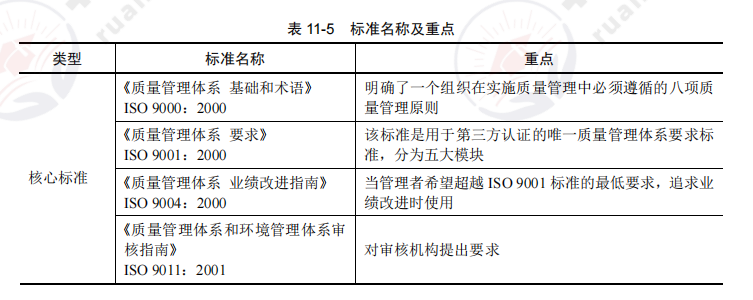 表 11-5 标准名称及重点
类型 标准名称 重点
核心标准
《质量管理体系 基础和术语》
ISO 9000：2000
明确了一个组织在实施质量管理中必须遵循的八项质
量管理原则
《质量管理体系 要求》
ISO 9001：2000
该标准是用于第三方认证的唯一质量管理体系要求标
准，分为五大模块
《质量管理体系 业绩改进指南》
ISO 9004：2000
当管理者希望超越 ISO 9001 标准的最低要求，追求业
绩改进时使用
《质量管理体系和环境管理体系审
核指南》
ISO 9011：2001
对审核机构提出要求